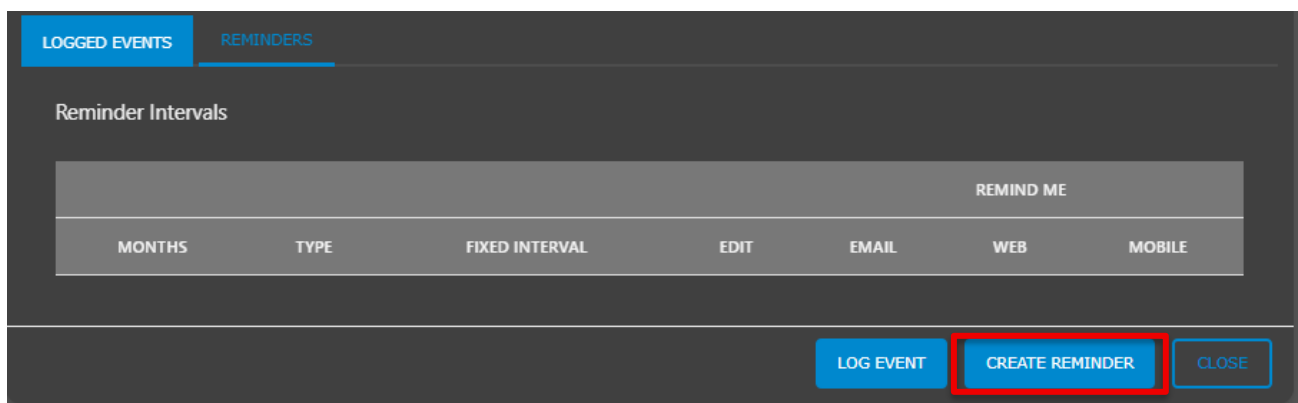 LOGGED EVENTS REMINDERS
Reminder Intervals
REMIND ME
MONTHS TYPE FIXED INTERVAL EDIT EMAIL WEB MOBILE
LOG EVENT CREATE REMINDER CLOSE